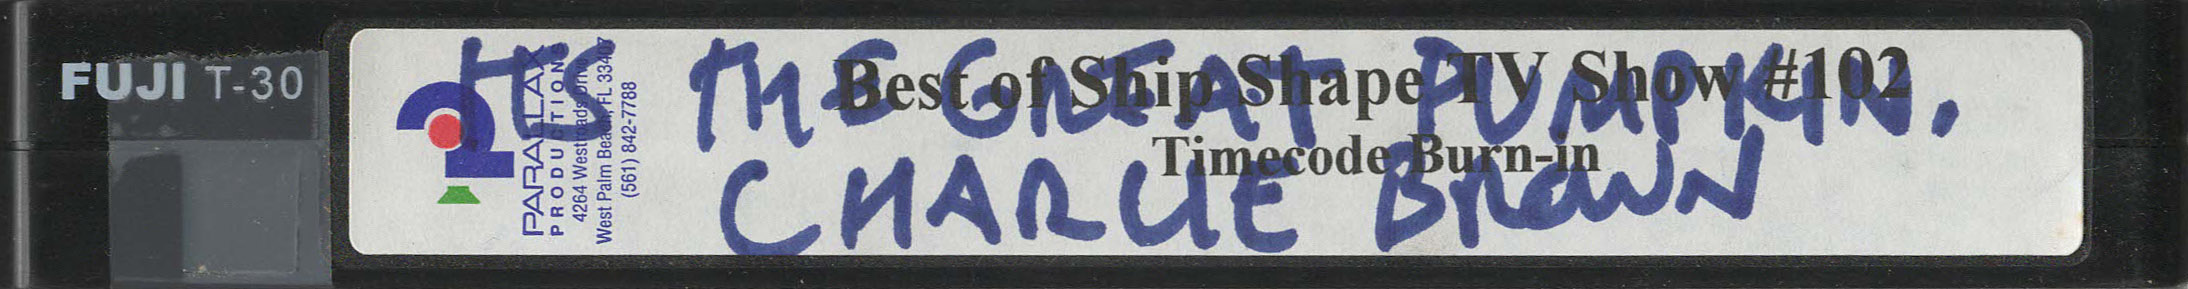 FUJI T-30
PARALLAX
PRODUCTIONS
4264 Westroads Drive
West Palm Beach, FL 33407
(561) 842-7788
Best of Ship Shape TV Show #102
Timecode Burn-in
ITS THE GREAT PUMPKIN,
CHARLIE BROWN